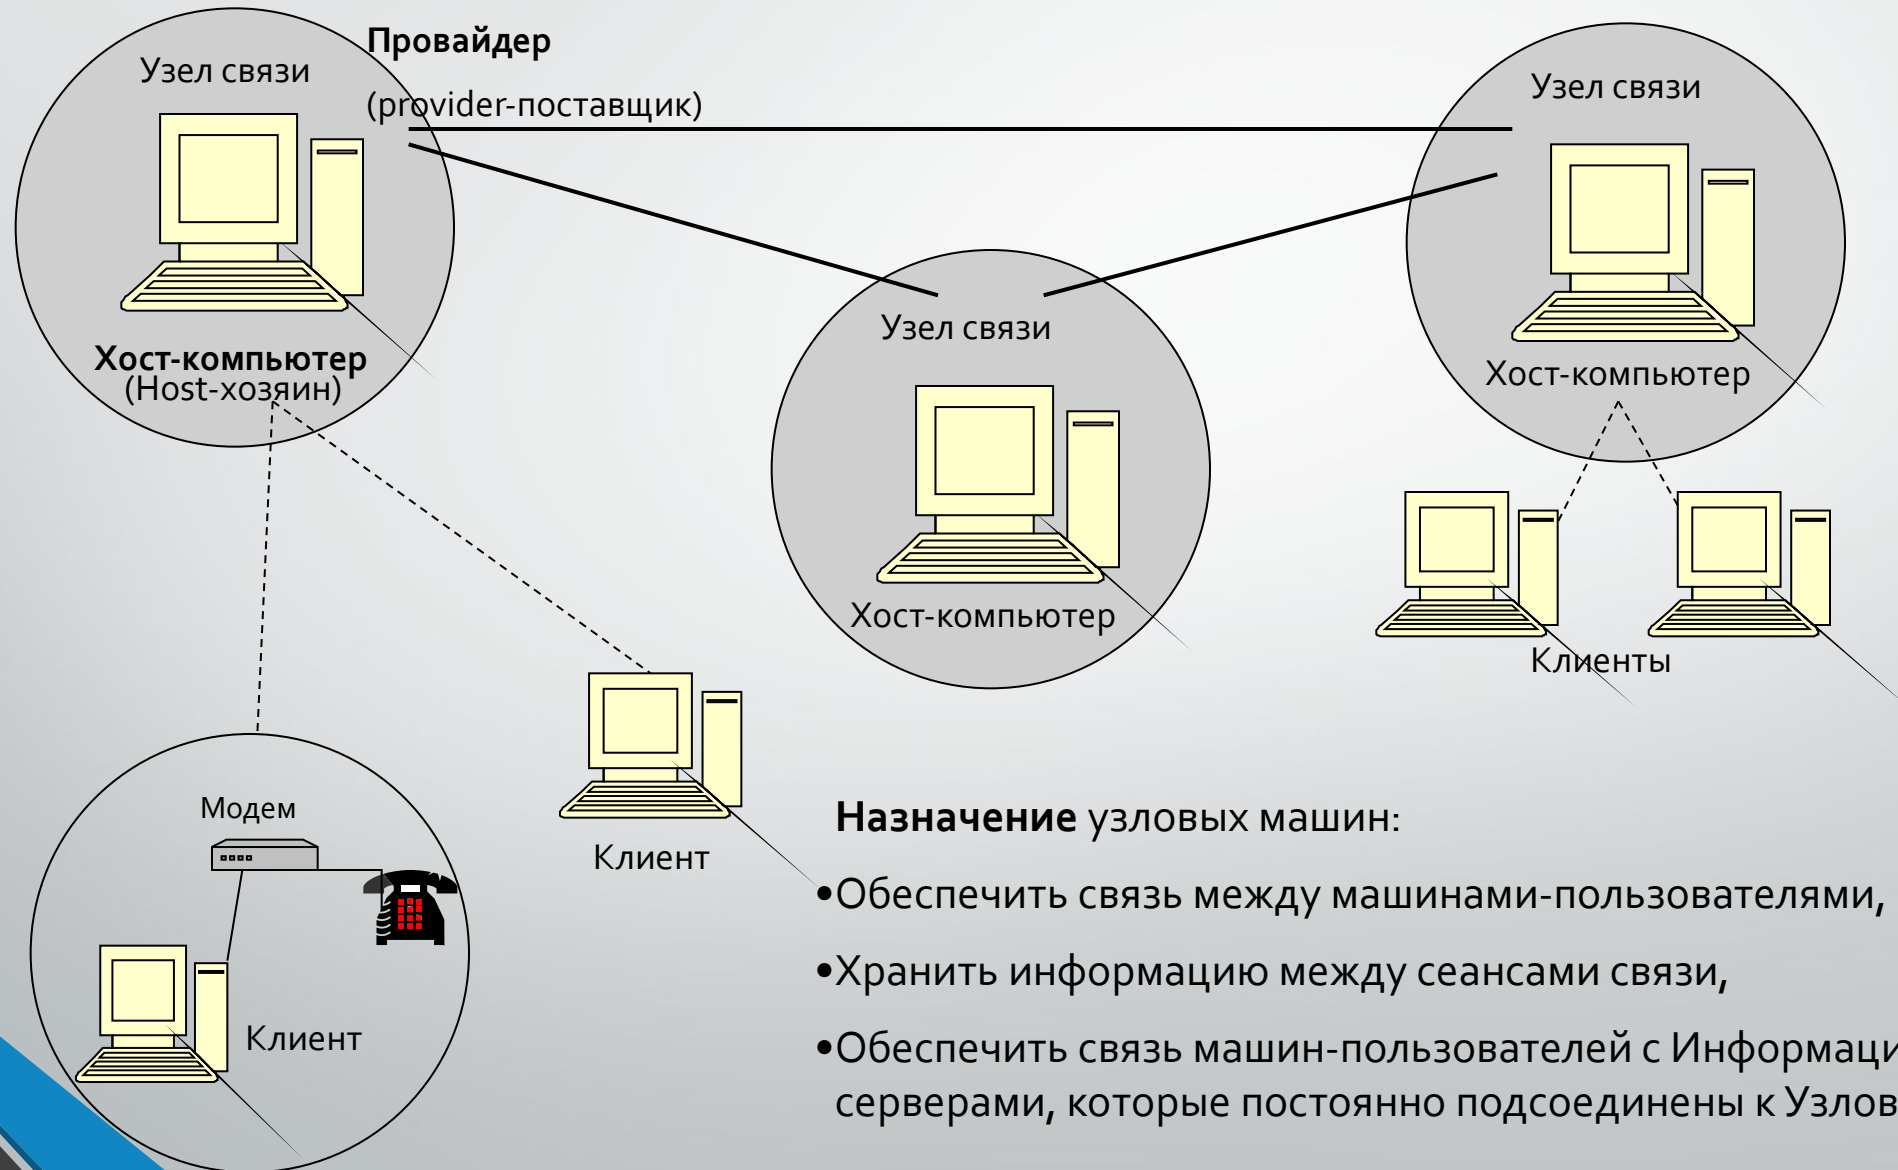 Провайдер
(provider-поставщик)
Узел связи
Хост-компьютер
(Host-хозяин)
Узел связи
Хост-компьютер
Узел связи
Хост-компьютер
Клиенты
Модем
Клиент
Клиент
Назначение узловых машин:
•Обеспечить связь между машинами-пользователями,
•Хранить информацию между сеансами связи,
•Обеспечить связь машин-пользователей с
серверами, которые постоянно подсоединены к